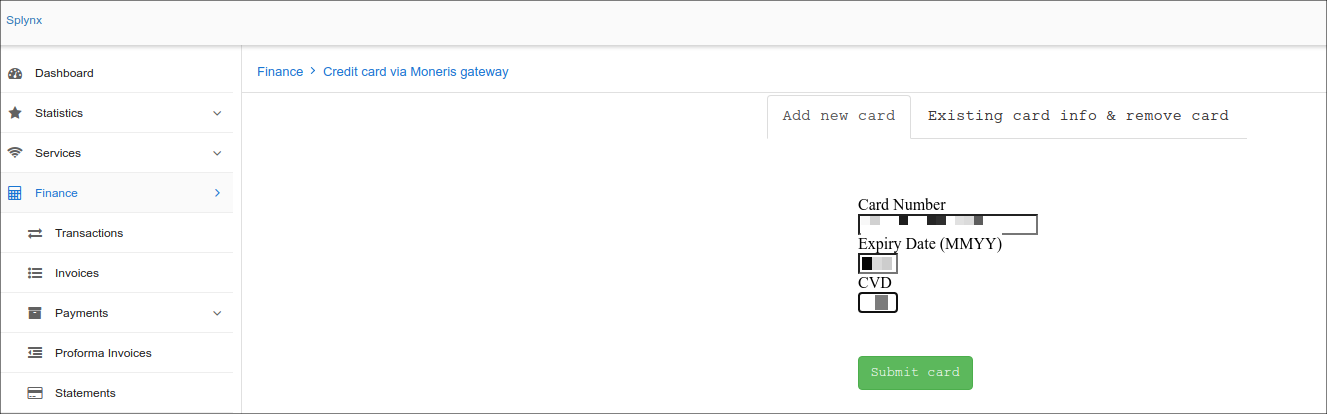 Splynx
Dashboard
Statistics
Services
Finance
Transactions
Invoices
Payments
Proforma Invoices
Statements
Finance > Credit card via Moneris gateway
Add new card
Existing card info & remove card
Card Number
Expiry Date (MMYY)
CVD
Submit card